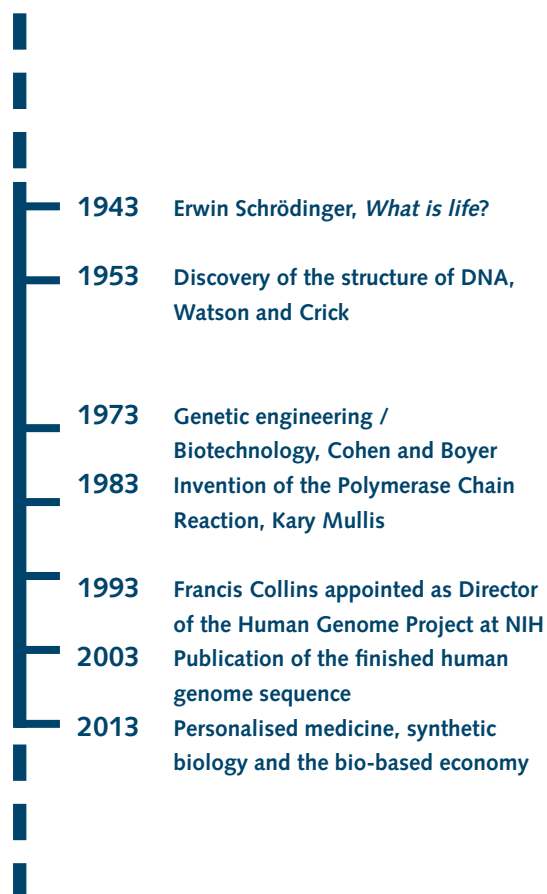 1943 Erwin Schrödinger, What is life?
1953 Discovery of the structure of DNA,
Watson and Crick
1973 Genetic engineering /
Biotechnology, Cohen and Boyer
1983 Invention of the Polymerase Chain
Reaction, Kary Mullis
1993 Francis Collins appointed as Director
of the Human Genome Project at NIH
2003 Publication of the finished human
genome sequence
2013 Personalised medicine, synthetic
biology and the bio-based economy